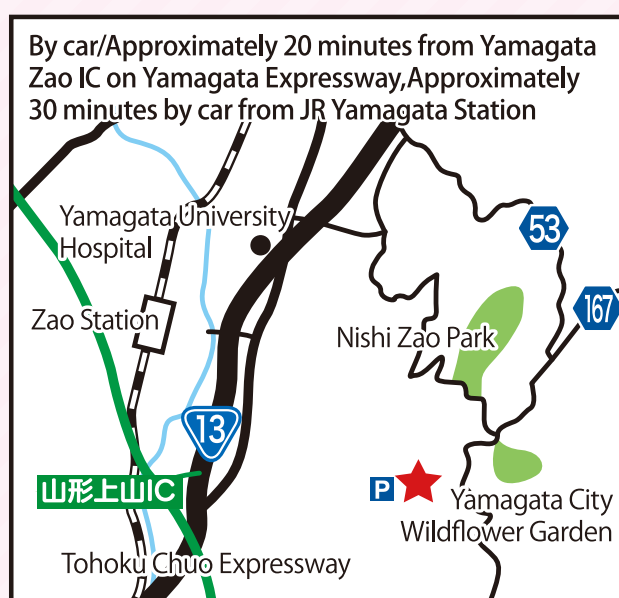 By car/Approximately 20 minutes from Yamagata
Zao IC on Yamagata Expressway,Approximately
30 minutes by car from JR Yamagata Station
Yamagata University
Hospital
53
167
Zao Station
Nishi Zao Park
13
山形上山IC
P
Yamagata City
Wildflower Garden
Tohoku Chuo Expressway